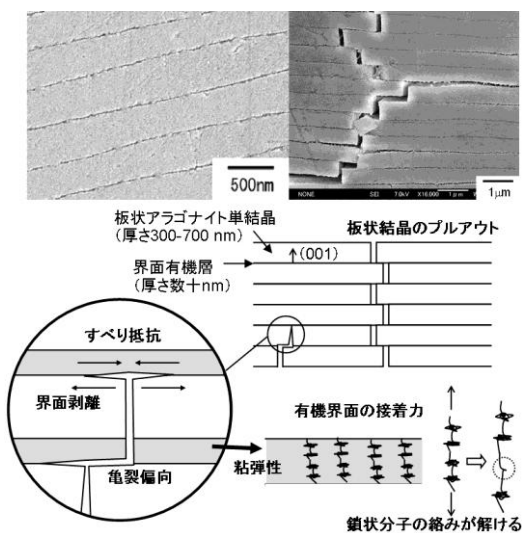 500nm
NONE SEI 7.0kV X16,000 1μm
1μm
板状アラゴナイト単結晶
（厚さ300-700 nm）
板状結晶のプルアウト
(001)
界面有機層
（厚さ数十nm）
すべり抵抗
界面剥離
亀裂偏向
有機界面の接着力
粘弾性
鎖状分子の絡みが解ける